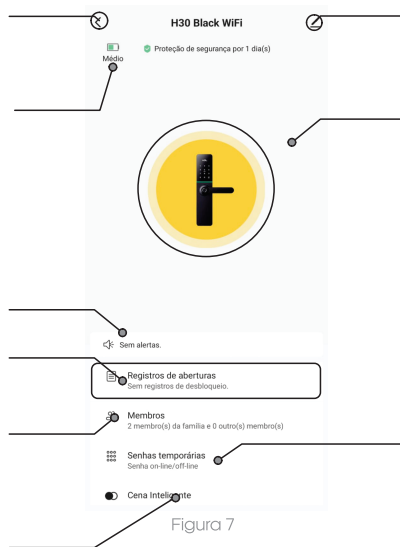 H30 Black WiFi
Médio
Proteção de segurança por 1 dia(s)
Sem alertas.
Registros de aberturas
Sem registros de desbloqueio.
Membros
2 membro(s) da família e 0 outro(s) membro(s)
Senhas temporárias
Senha on-line/off-line
Cena Inteligente
Figura 7